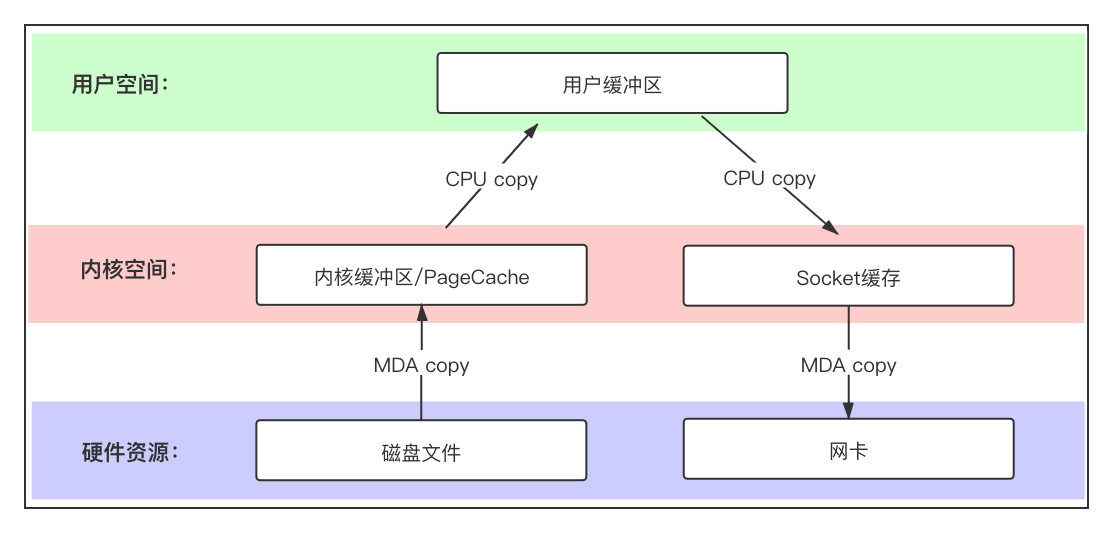 用户空间：
用户缓冲区
CPU copy
CPU copy
内核空间：
内核缓冲区/PageCache
Socket缓存
MDA copy
MDA copy
硬件资源：
磁盘文件
网卡